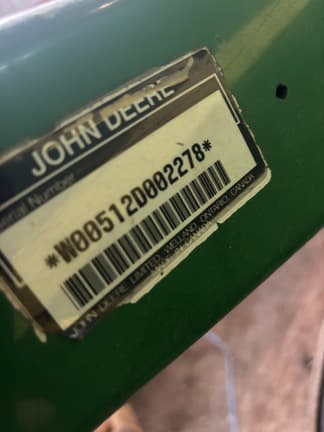 JOHN DEERE
Serial Number
*W00512D002278*
JOHN DEERE LIMITED, WELLAND, ONTARIO, CANADA